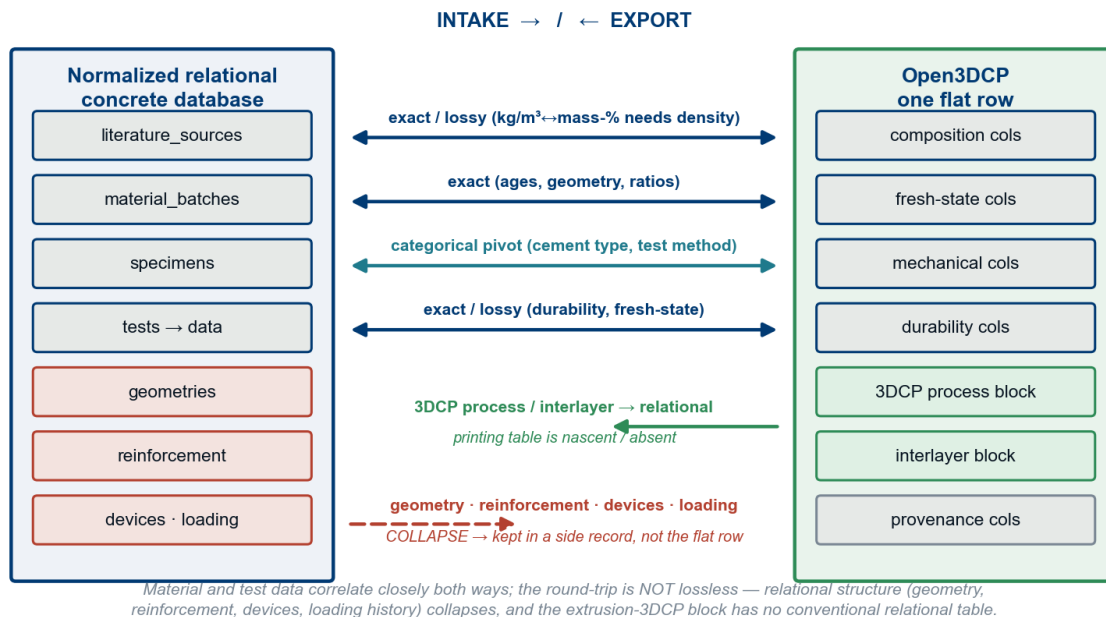 INTAKE → / ← EXPORT
Normalized relational
concrete database
literature_sources
material_batches
specimens
tests → data
geometries
reinforcement
devices · loading
exact / lossy (kg/m³↔mass-% needs density)
exact (ages, geometry, ratios)
categorical pivot (cement type, test method)
exact / lossy (durability, fresh-state)
3DCP process / interlayer → relational
printing table is nascent / absent
geometry · reinforcement · devices · loading
COLLAPSE → kept in a side record, not the flat row
Open3DCP
one flat row
composition cols
fresh-state cols
mechanical cols
durability cols
3DCP process block
interlayer block
provenance cols
Material and test data correlate closely both ways; the round-trip is NOT lossless — relational structure (geometry,
reinforcement, devices, loading history) collapses, and the extrusion-3DCP block has no conventional relational table.